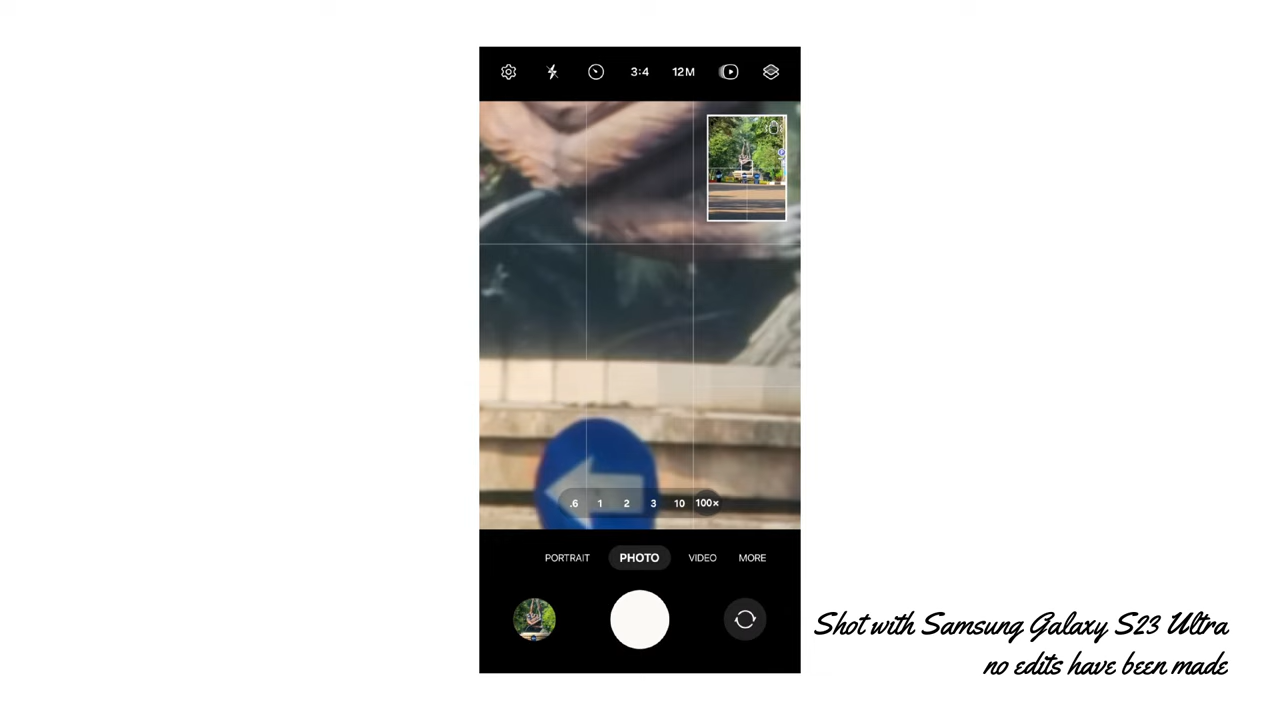 3:4 12M
.6 1 2 3 10 100×
PORTRAIT PHOTO VIDEO MORE
Shot with Samsung Galaxy S23 Ultra
no edits have been made